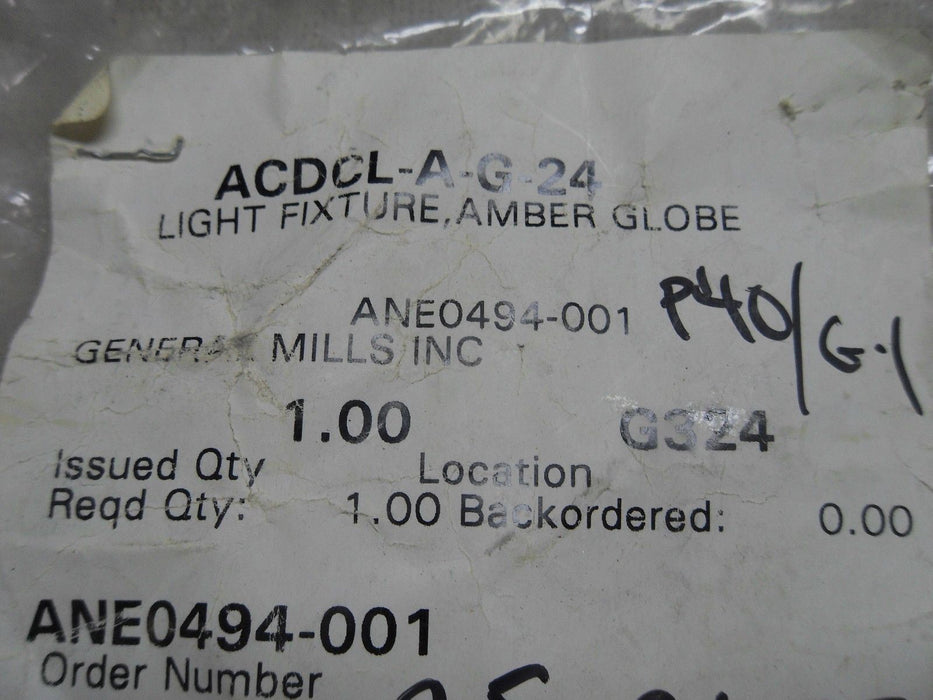 ACDCL-A-G-24
LIGHT FIXTURE, AMBER GLOBE
ANE0494-001 P40/G.1
GENERAL MILLS INC
1.00 G324
Issued Qty Location
Reqd Qty: 1.00 Backordered: 0.00
ANE0494-001
Order Number